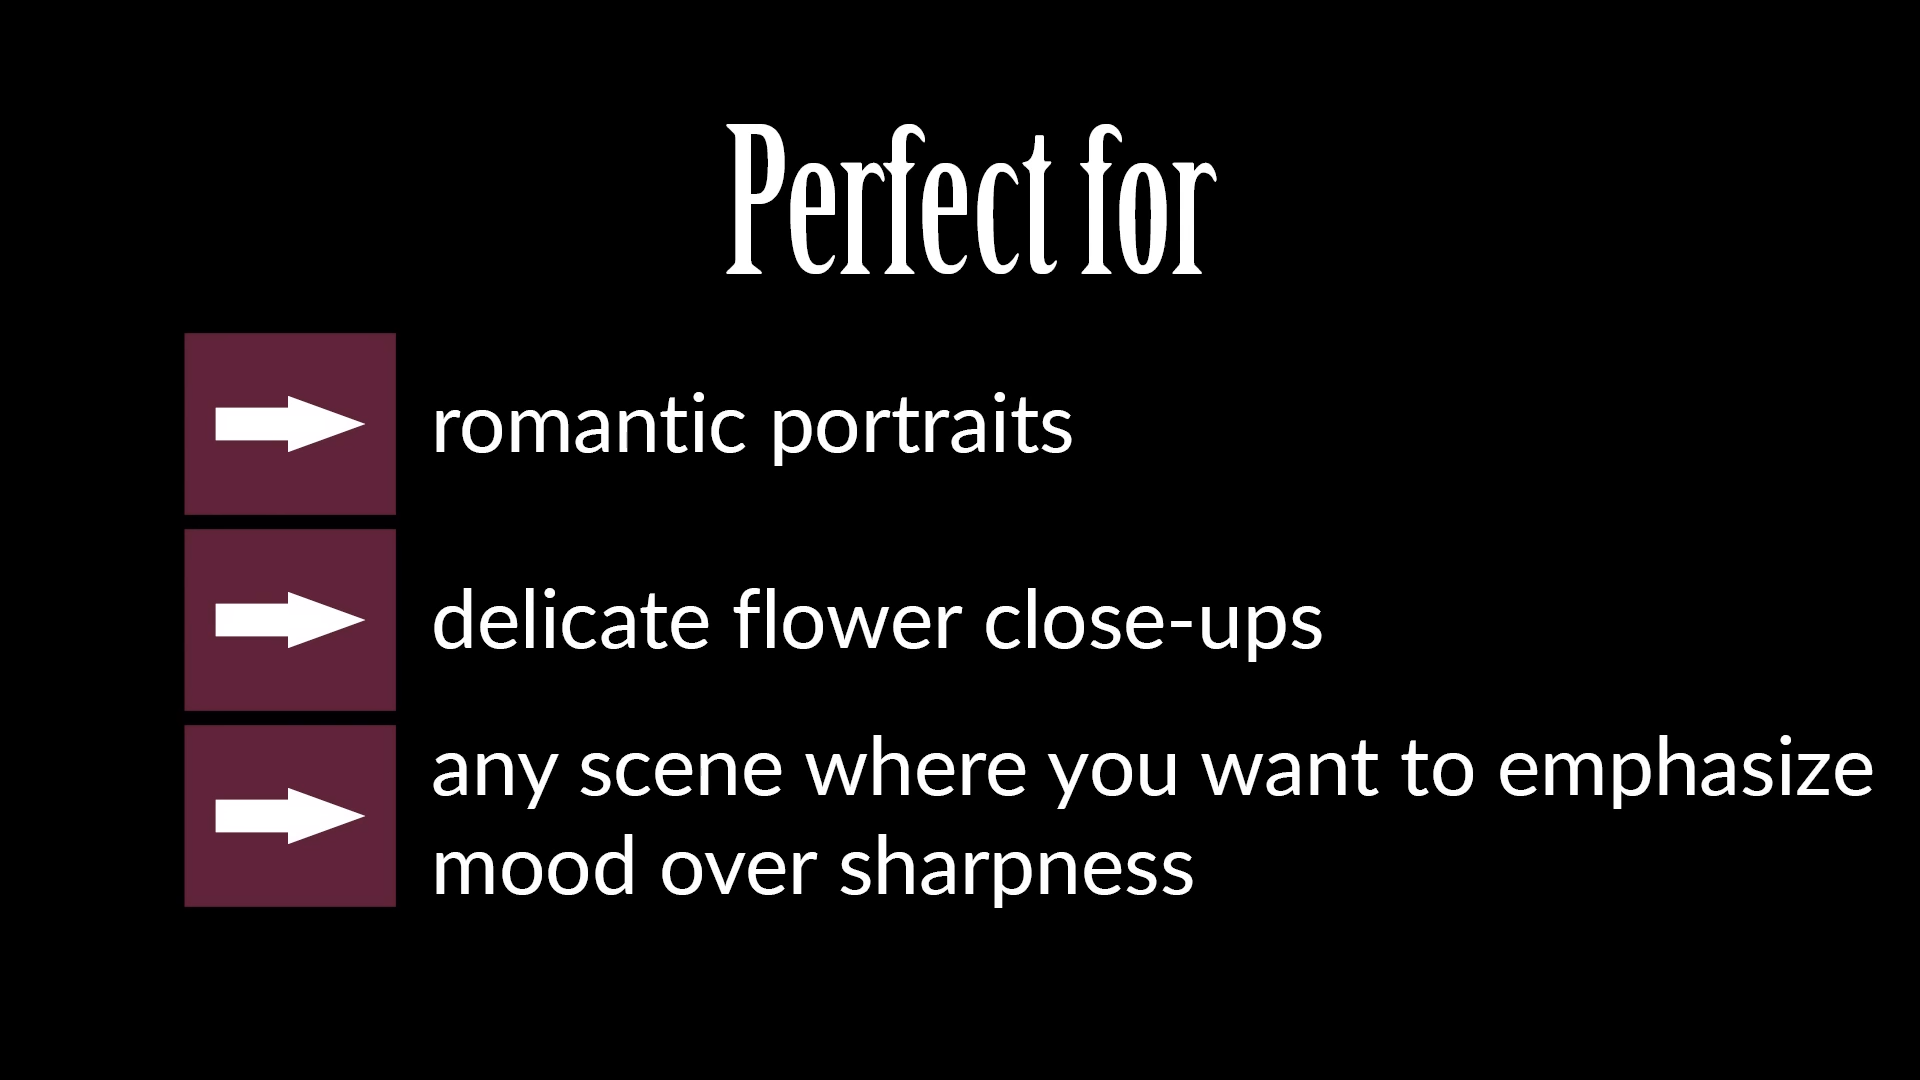 Perfect for
romantic portraits
delicate flower close-ups
any scene where you want to emphasize
mood over sharpness